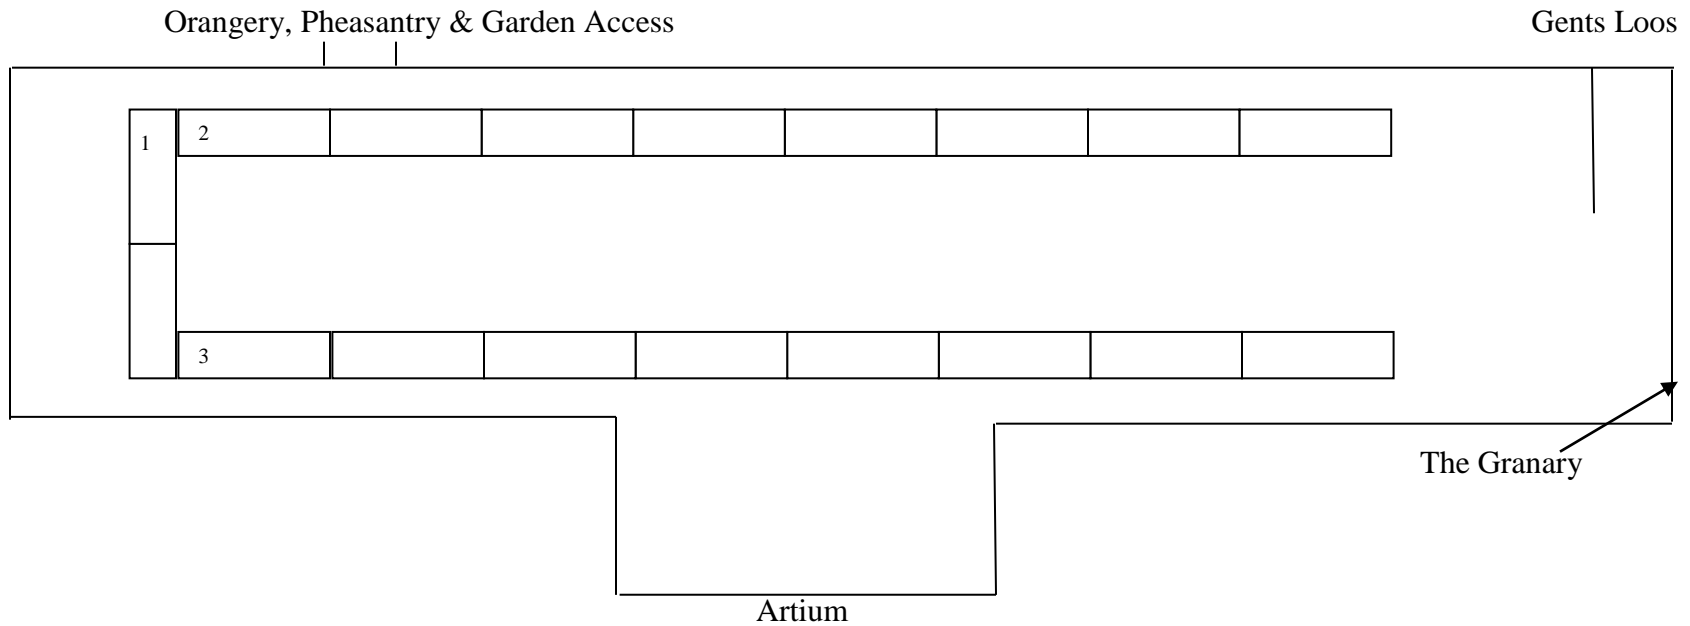 Orangery, Pheasantry & Garden Access
Gents Loos
1
2
3
The Granary
Artium